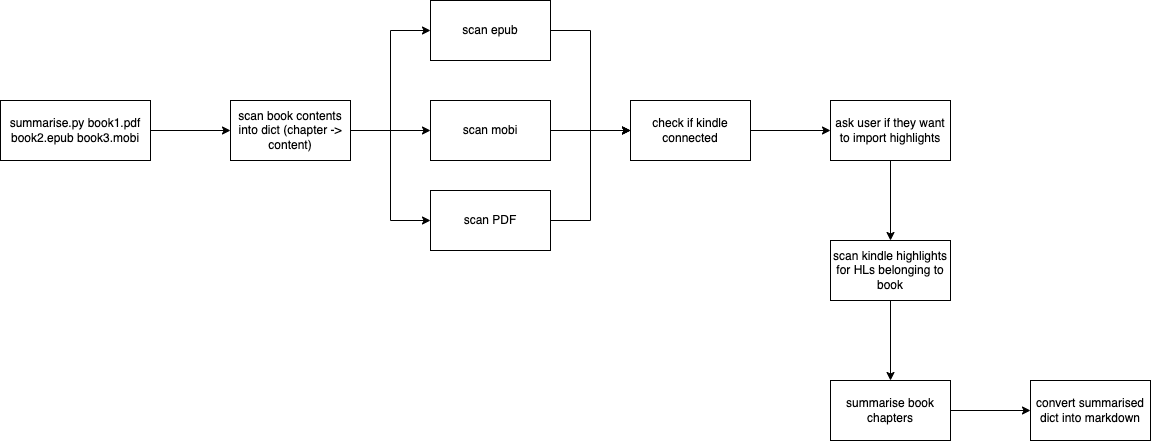 summarise.py book1.pdf
book2.epub book3.mobi
scan book contents
into dict (chapter ->
content)
scan epub
scan mobi
scan PDF
check if kindle
connected
ask user if they want
to import highlights
scan kindle highlights
for HLs belonging to
book
summarise book
chapters
convert summarised
dict into markdown